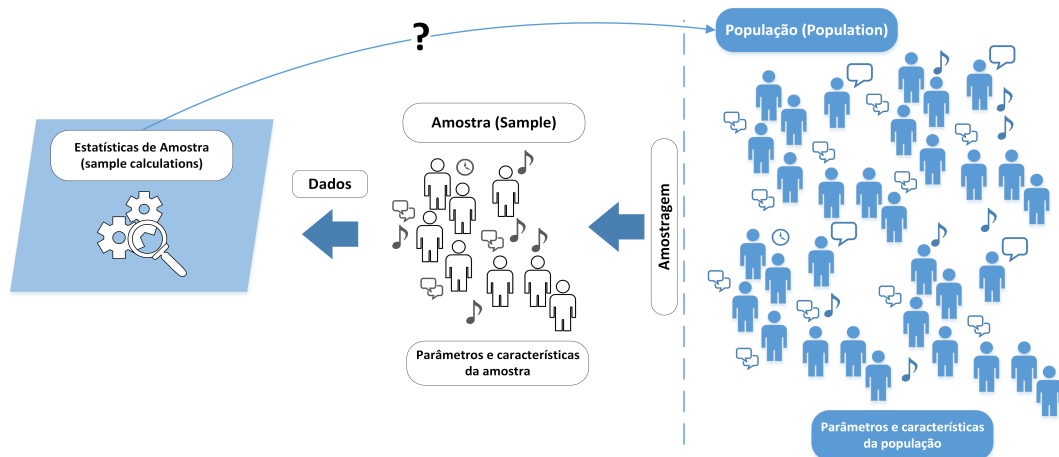 ?
População (Population)
Estatísticas de Amostra
(sample calculations)
Amostra (Sample)
Dados
Amostragem
Parâmetros e características
da amostra
Parâmetros e características
da população